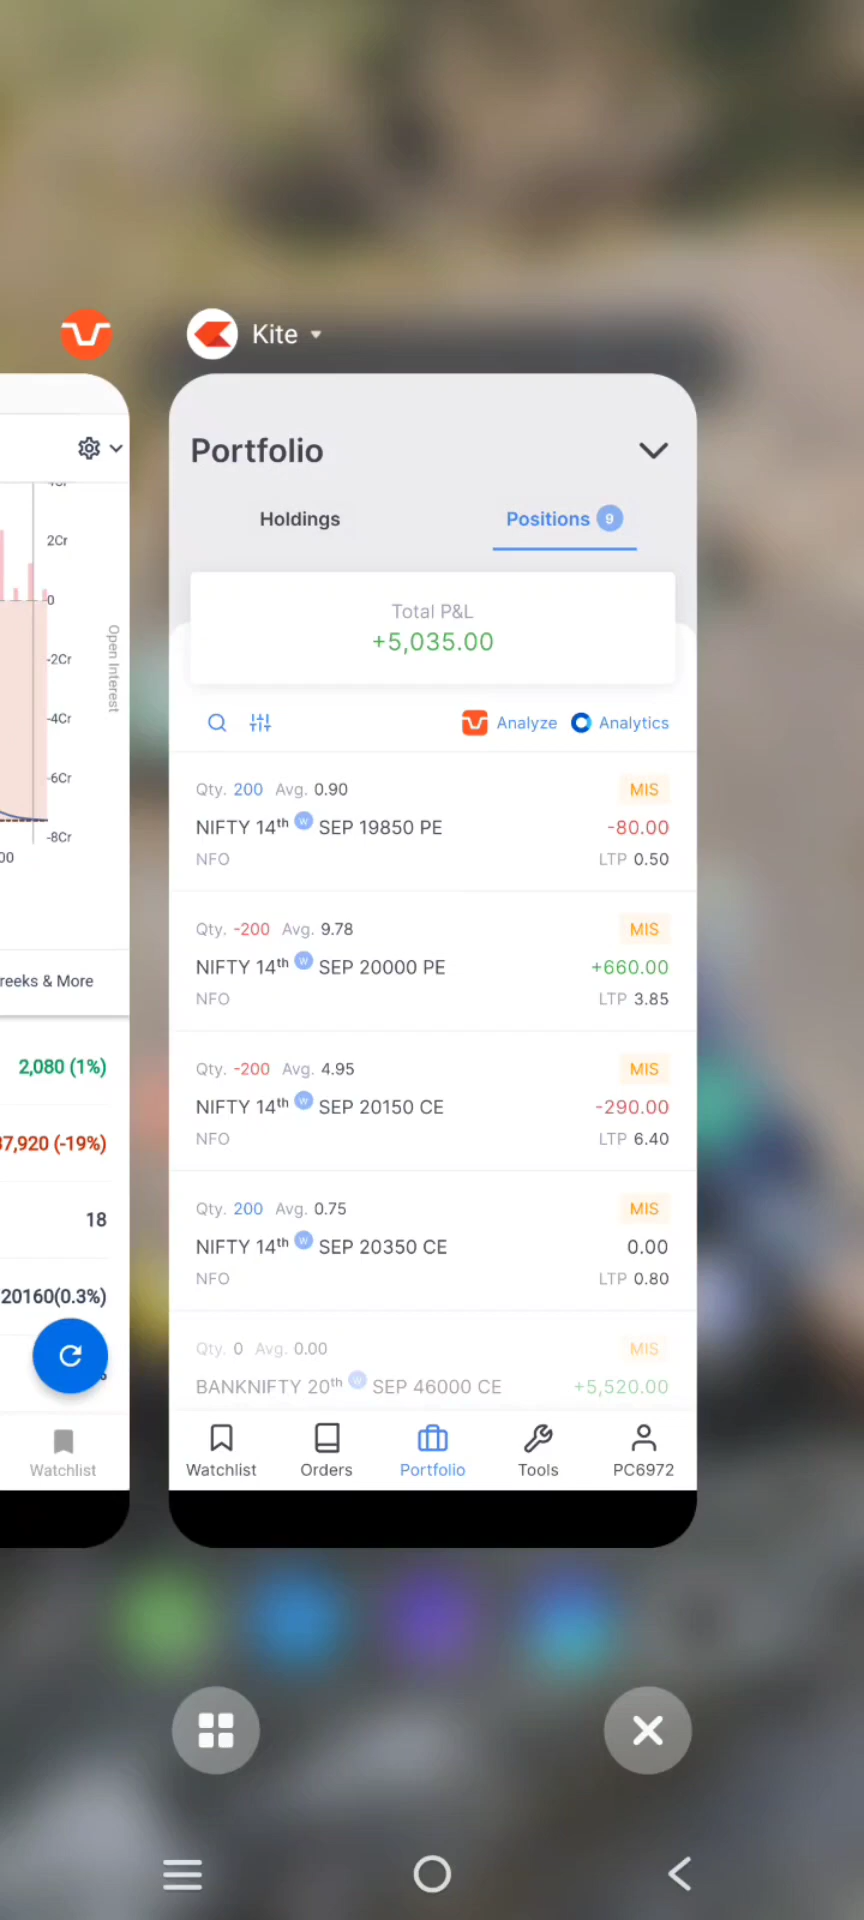 Kite
Portfolio
Holdings
Positions 9
Total P&L
+5,035.00
Analyze
Analytics
Qty. 200 Avg. 0.90
MIS
NIFTY 14th W SEP 19850 PE
-80.00
NFO
LTP 0.50
Qty. -200 Avg. 9.78
MIS
NIFTY 14th W SEP 20000 PE
+660.00
NFO
LTP 3.85
Qty. -200 Avg. 4.95
MIS
NIFTY 14th W SEP 20150 CE
-290.00
NFO
LTP 6.40
Qty. 200 Avg. 0.75
MIS
NIFTY 14th W SEP 20350 CE
0.00
NFO
LTP 0.80
Qty. 0 Avg. 0.00
MIS
BANKNIFTY 20th W SEP 46000 CE
+5,520.00
Watchlist
Orders
Portfolio
Tools
PC6972
2Cr
0
-2Cr
-4Cr
-6Cr
-8Cr
Open Interest
00
reeks & More
2,080 (1%)
7,920 (-19%)
18
20160(0.3%)
Watchlist